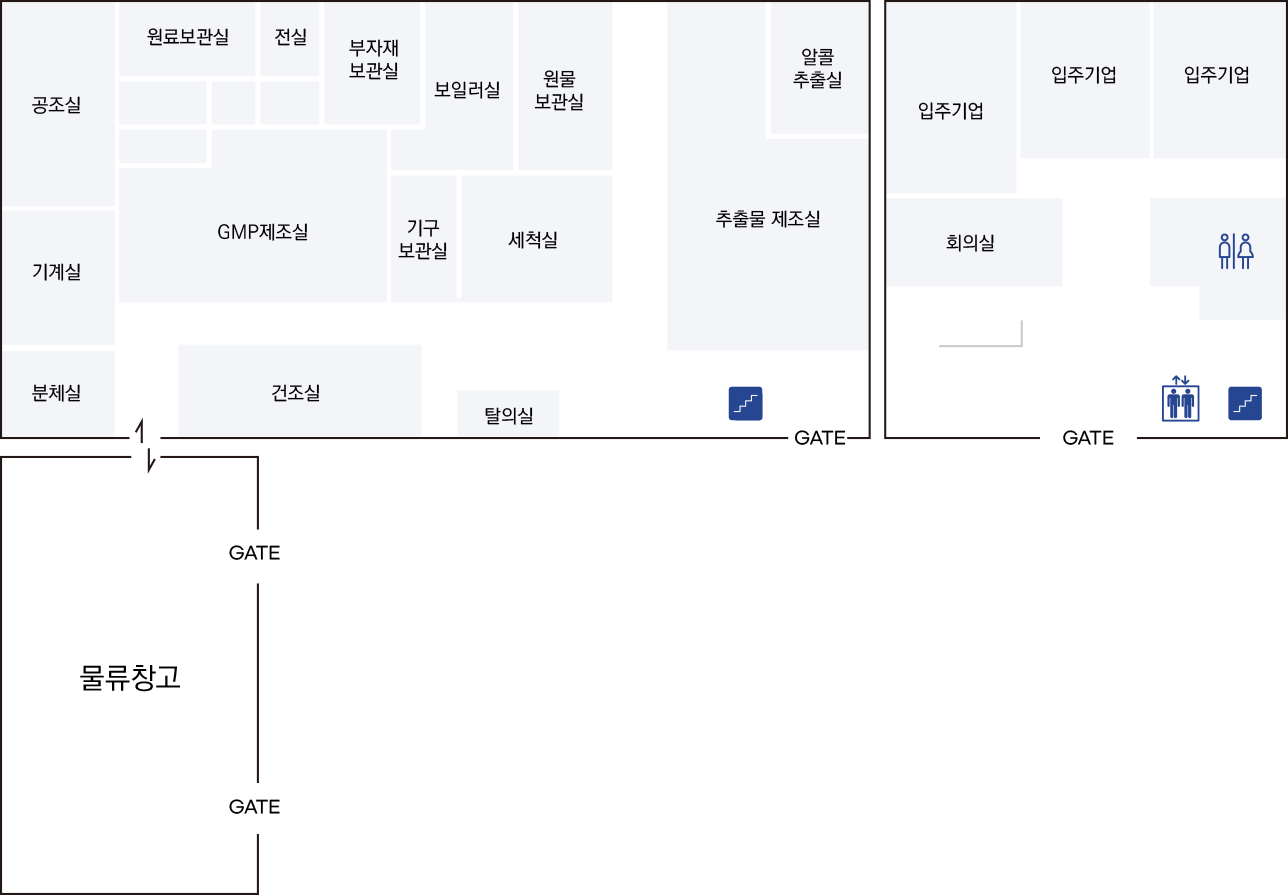 원료보관실
전실
부자재
보관실
보일러실
원물
보관실
알콜
추출실
입주기업
입주기업
입주기업
공조실
GMP제조실
기구
보관실
세척실
추출물 제조실
회의실
기계실
분체실
건조실
탈의실
GATE
GATE
GATE
물류창고
GATE